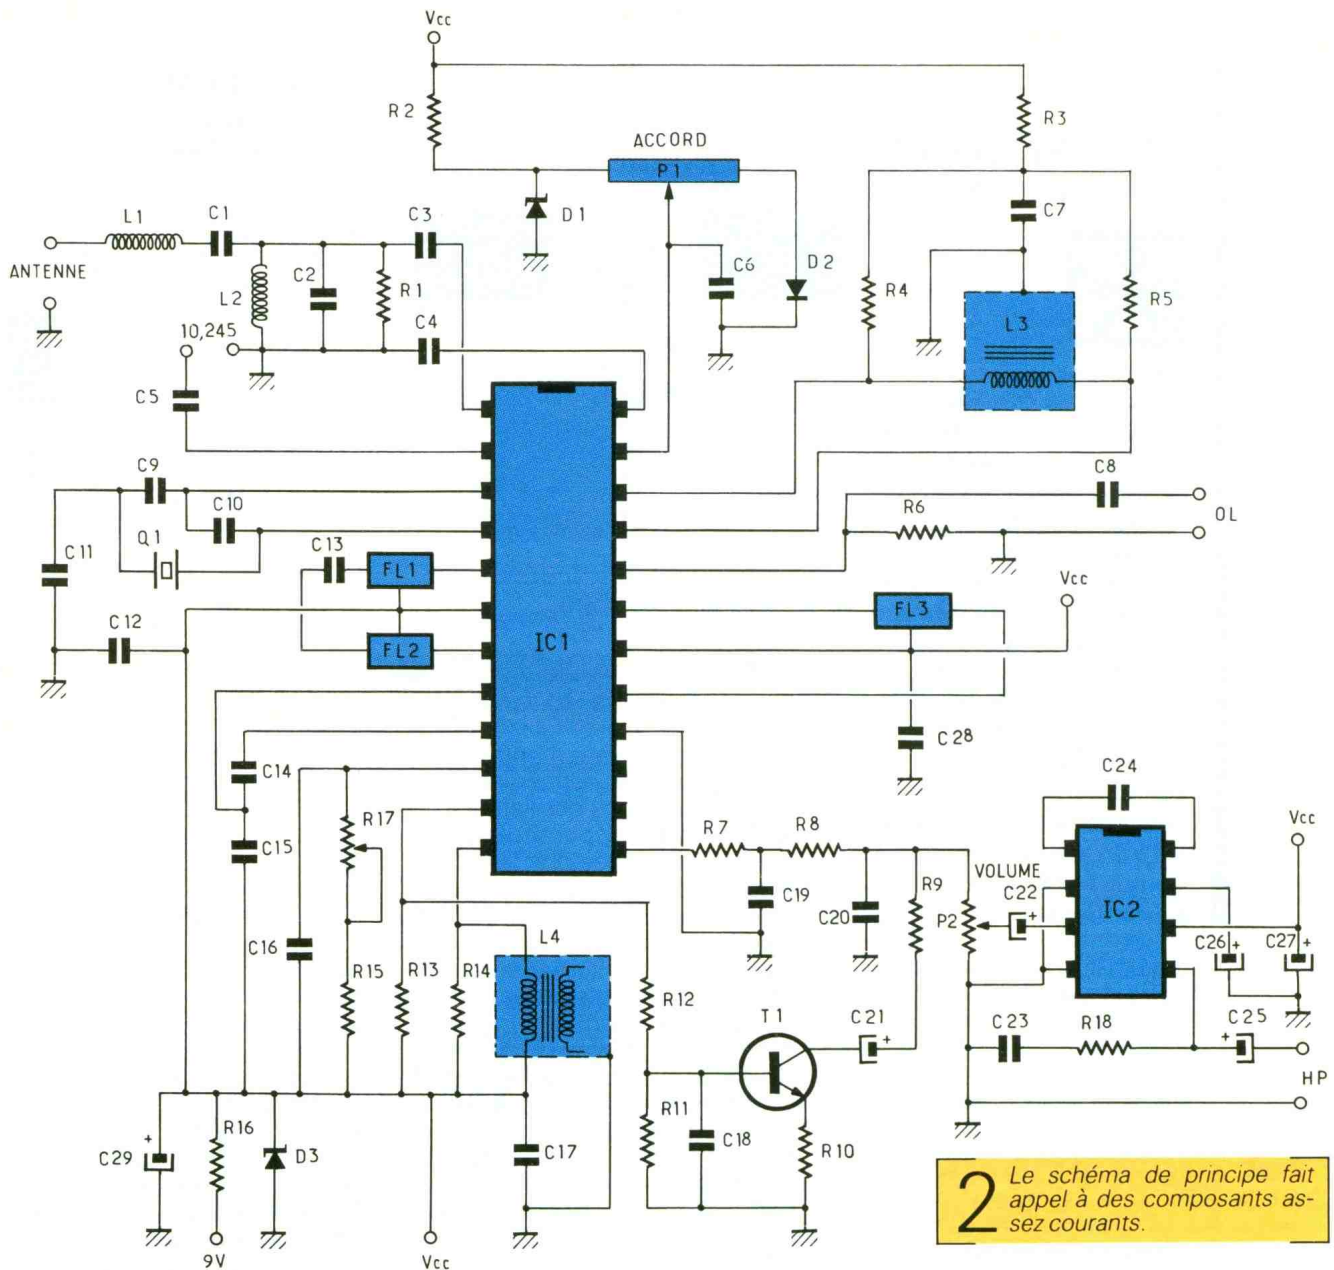 Vcc
R2
R3
ACCORD
P1
L1
C1
C3
D1
C7
ANTENNE
L2
C2
R1
C6
D2
R4
L3
R5
10,245
C4
C5
C9
C8
C10
R6
OL
C11
Q1
C13
FL1
Vcc
C12
FL2
IC1
FL3
C14
C28
R17
C24
C15
R7
R8
Vcc
VOLUME
C22
+
R9
C19
C20
P2
IC2
C26
+
C27
+
C16
L4
R15
R13
R14
R12
T1
C21
+
C23
R18
C25
+
HP
R11
R16
C29
+
D3
C17
C18
R10
9V
Vcc
2 Le schéma de principe fait
appel à des composants as-
sez courants.